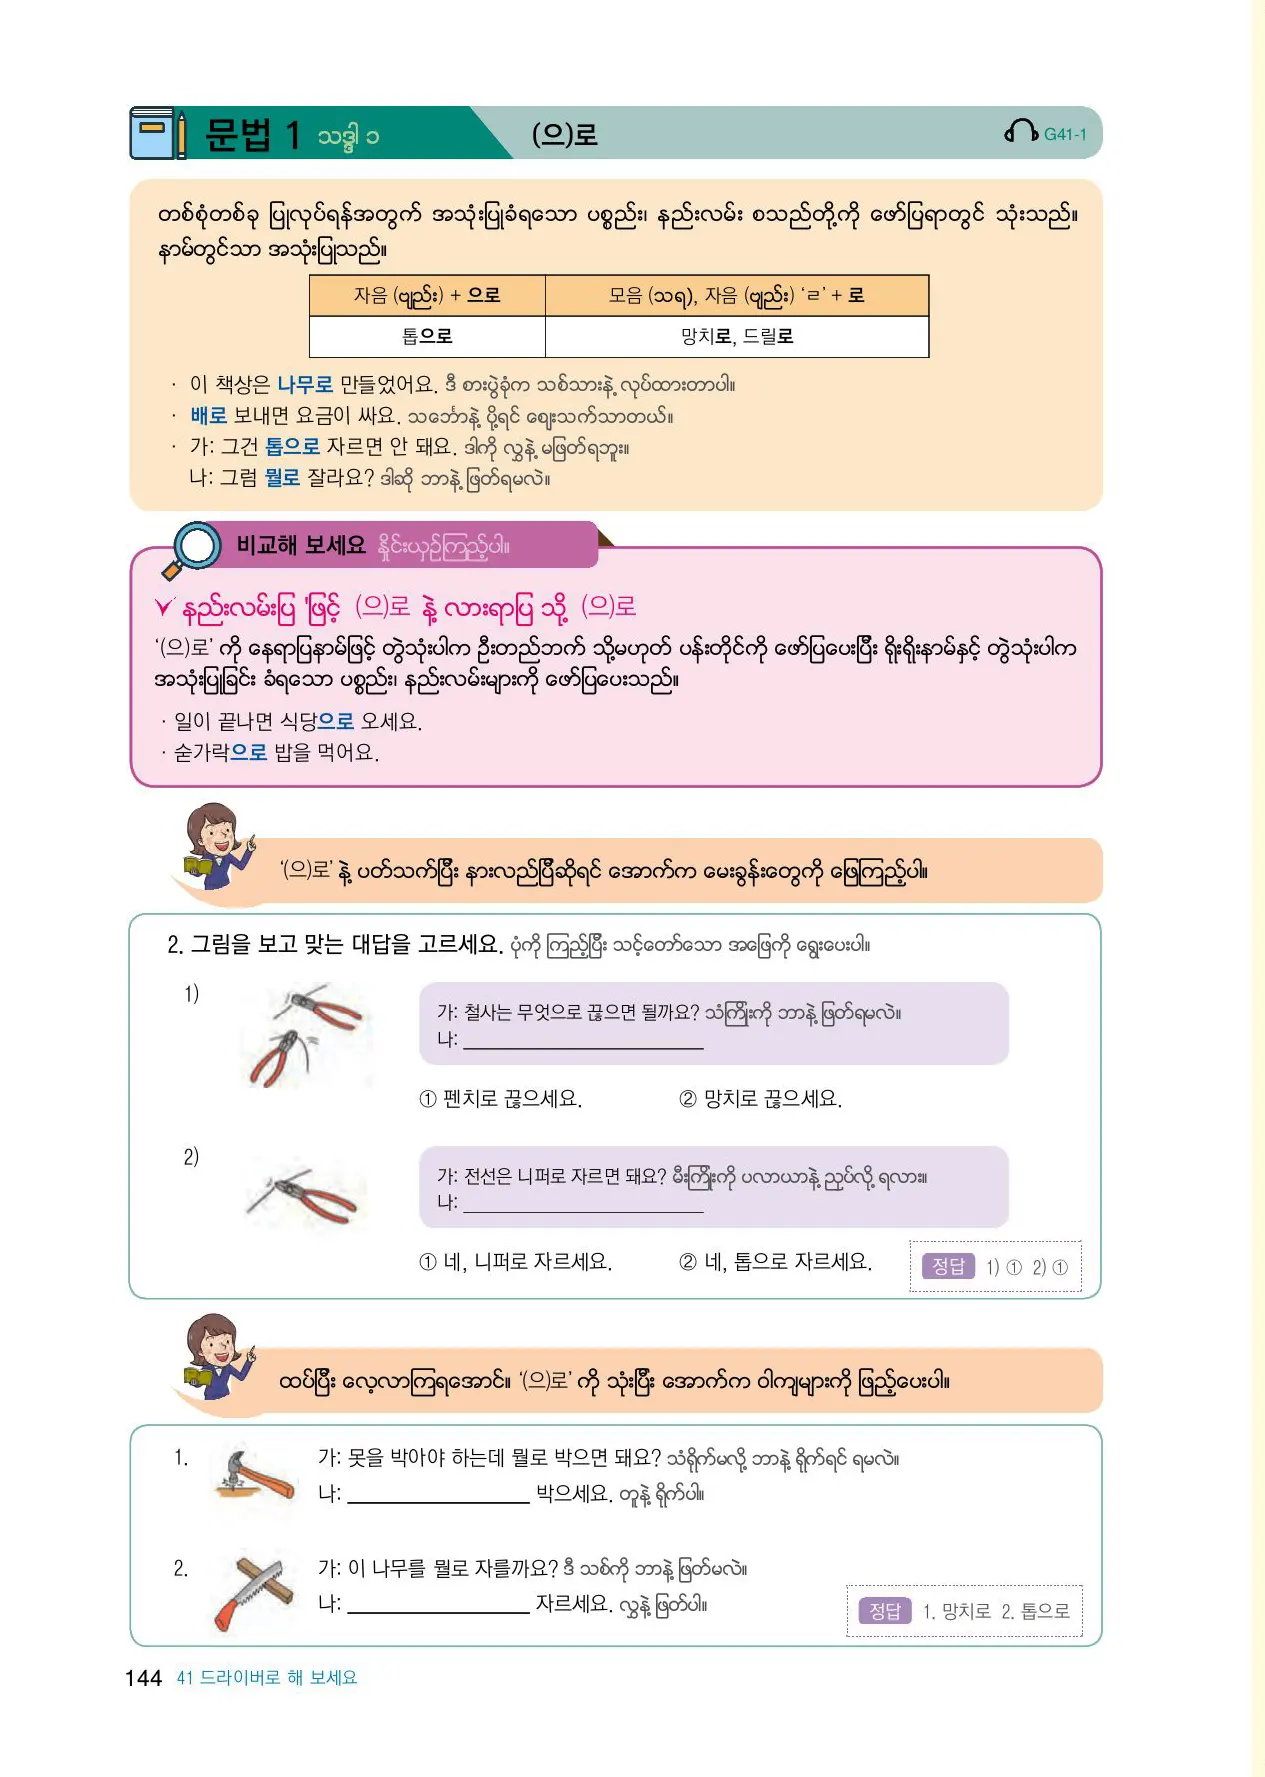 문법 1 သဒ္ဒါ ၁ (으)로 G41-1
တစ်စုံတစ်ခု ပြုလုပ်ရန်အတွက် အသုံးပြုခံရသော ပစ္စည်း၊ နည်းလမ်း စသည်တို့ကို ဖော်ပြရာတွင် သုံးသည်။
နာမ်တွင်သာ အသုံးပြုသည်။
자음 (ဗျည်း) + 으로 모음 (သရ), 자음 (ဗျည်း) ‘ㄹ’ + 로
톱으로 망치로, 드릴로
· 이 책상은 나무로 만들었어요. ဒီ စားပွဲခုံက သစ်သားနဲ့ လုပ်ထားတာပါ။
· 배로 보내면 요금이 싸요. သင်္ဘောနဲ့ ပို့ရင် ဈေးသက်သာတယ်။
· 가: 그건 톱으로 자르면 안 돼요. ဒါကို လွှနဲ့ မဖြတ်ရဘူး။
나: 그럼 뭘로 잘라요? ဒါဆို ဘာနဲ့ ဖြတ်ရမလဲ။
비교해 보세요 နှိုင်းယှဉ်ကြည့်ပါ။
နည်းလမ်းပြ 'ဖြင့် (으)로 နဲ့ လားရာပြ သို့ (으)로
‘(으)로’ ကို နေရာပြနာမ်ဖြင့် တွဲသုံးပါက ဦးတည်ဘက် သို့မဟုတ် ပန်းတိုင်ကို ဖော်ပြပေးပြီး ရိုးရိုးနာမ်နှင့် တွဲသုံးပါက
အသုံးပြုခြင်း ခံရသော ပစ္စည်း၊ နည်းလမ်းများကို ဖော်ပြပေးသည်။
· 일이 끝나면 식당으로 오세요.
· 숟가락으로 밥을 먹어요.
‘(으)로’ နဲ့ ပတ်သက်ပြီး နားလည်ပြီဆိုရင် အောက်က မေးခွန်းတွေကို ဖြေကြည့်ပါ။
2. 그림을 보고 맞는 대답을 고르세요. ပုံကို ကြည့်ပြီး သင့်တော်သော အဖြေကို ရွေးပေးပါ။
1)
가: 철사는 무엇으로 끊으면 될까요? သံကြိုးကို ဘာနဲ့ ဖြတ်ရမလဲ။
나:
① 펜치로 끊으세요. ② 망치로 끊으세요.
2)
가: 전선은 니퍼로 자르면 돼요? မီးကြိုးကို ပလာယာနဲ့ ညှပ်လို့ ရလား။
나:
① 네, 니퍼로 자르세요. ② 네, 톱으로 자르세요.
정답 1) ① 2) ①
ထပ်ပြီး လေ့လာကြရအောင်။ ‘(으)로’ ကို သုံးပြီး အောက်က ဝါကျများကို ဖြည့်ပေးပါ။
1. 가: 못을 박아야 하는데 뭘로 박으면 돼요? သံရိုက်မလို့ ဘာနဲ့ ရိုက်ရင် ရမလဲ။
나: 박으세요. တူနဲ့ ရိုက်ပါ။
2. 가: 이 나무를 뭘로 자를까요? ဒီ သစ်ကို ဘာနဲ့ ဖြတ်မလဲ။
나: 자르세요. လွှနဲ့ ဖြတ်ပါ။
정답 1. 망치로 2. 톱으로
144 41 드라이버로 해 보세요